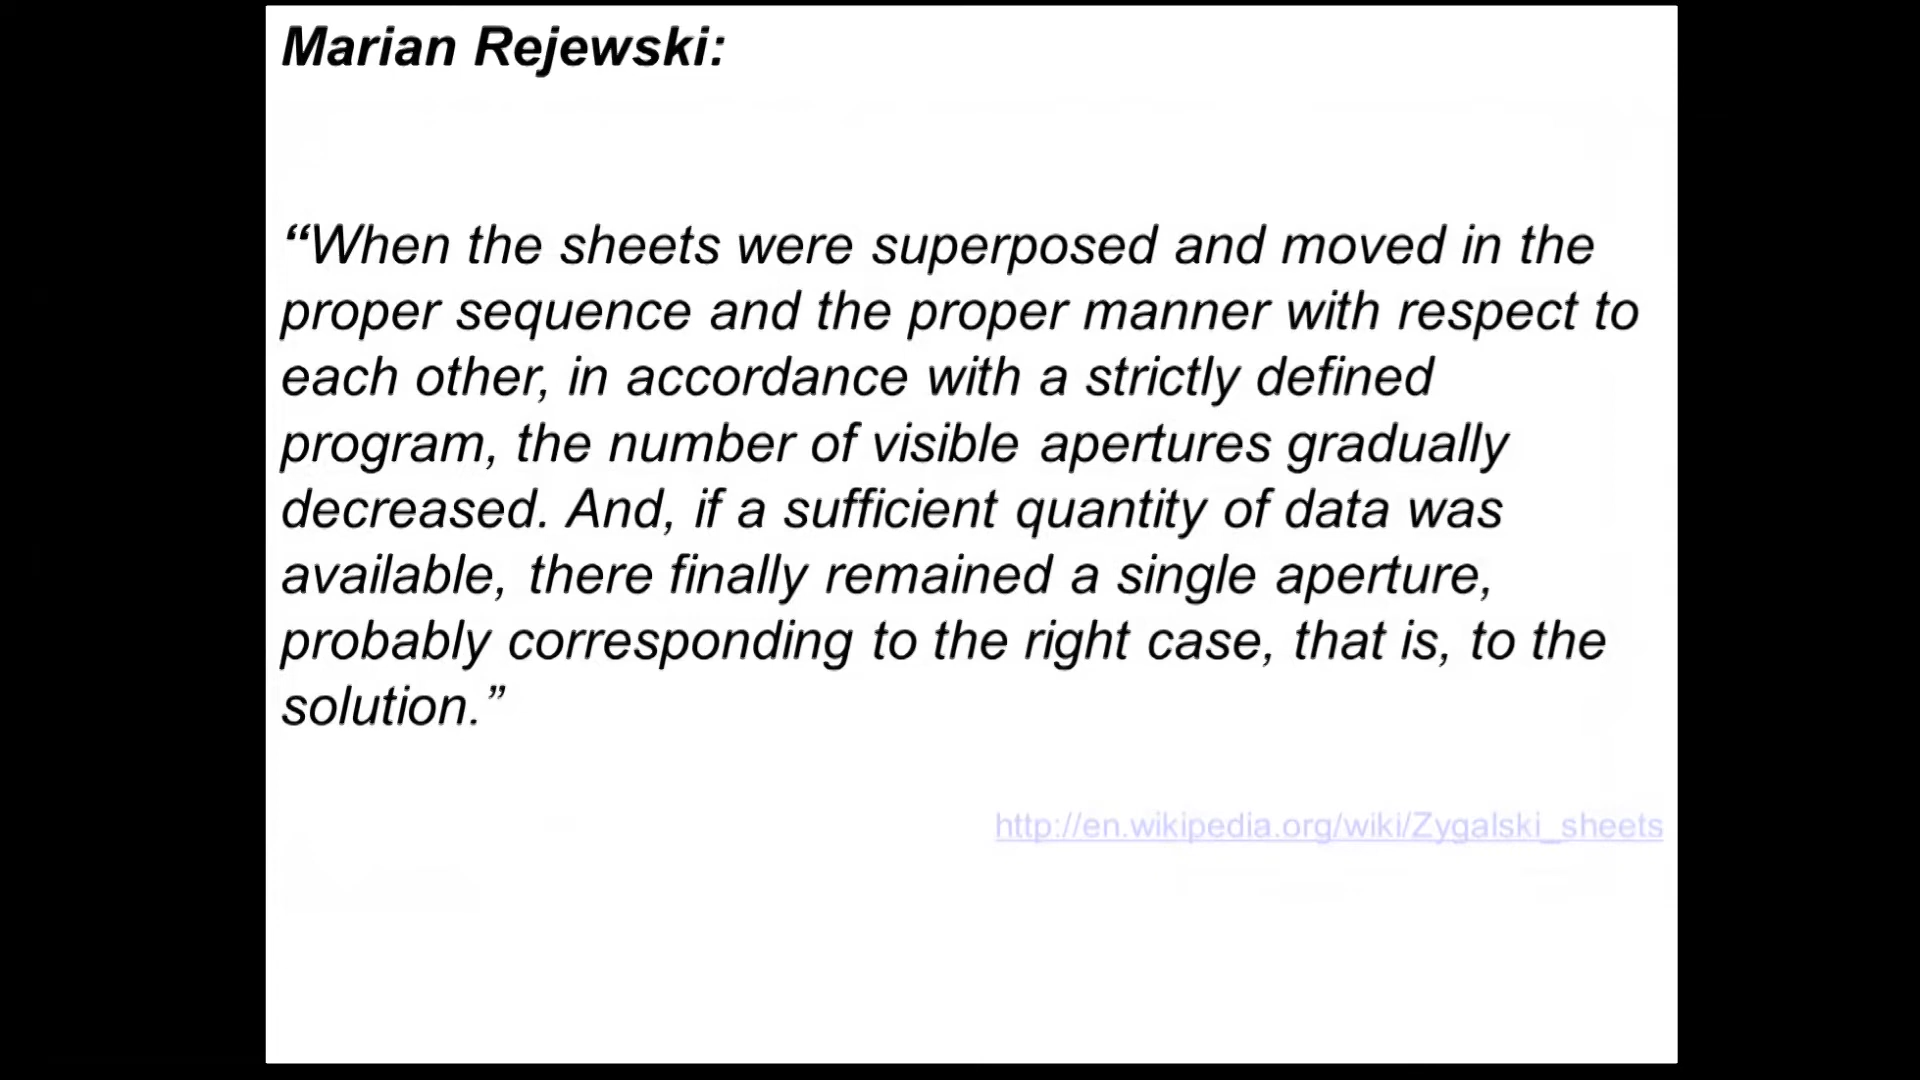 Marian Rejewski:
“When the sheets were superposed and moved in the
proper sequence and the proper manner with respect to
each other, in accordance with a strictly defined
program, the number of visible apertures gradually
decreased. And, if a sufficient quantity of data was
available, there finally remained a single aperture,
probably corresponding to the right case, that is, to the
solution.”
http://en.wikipedia.org/wiki/Zygalski_sheets